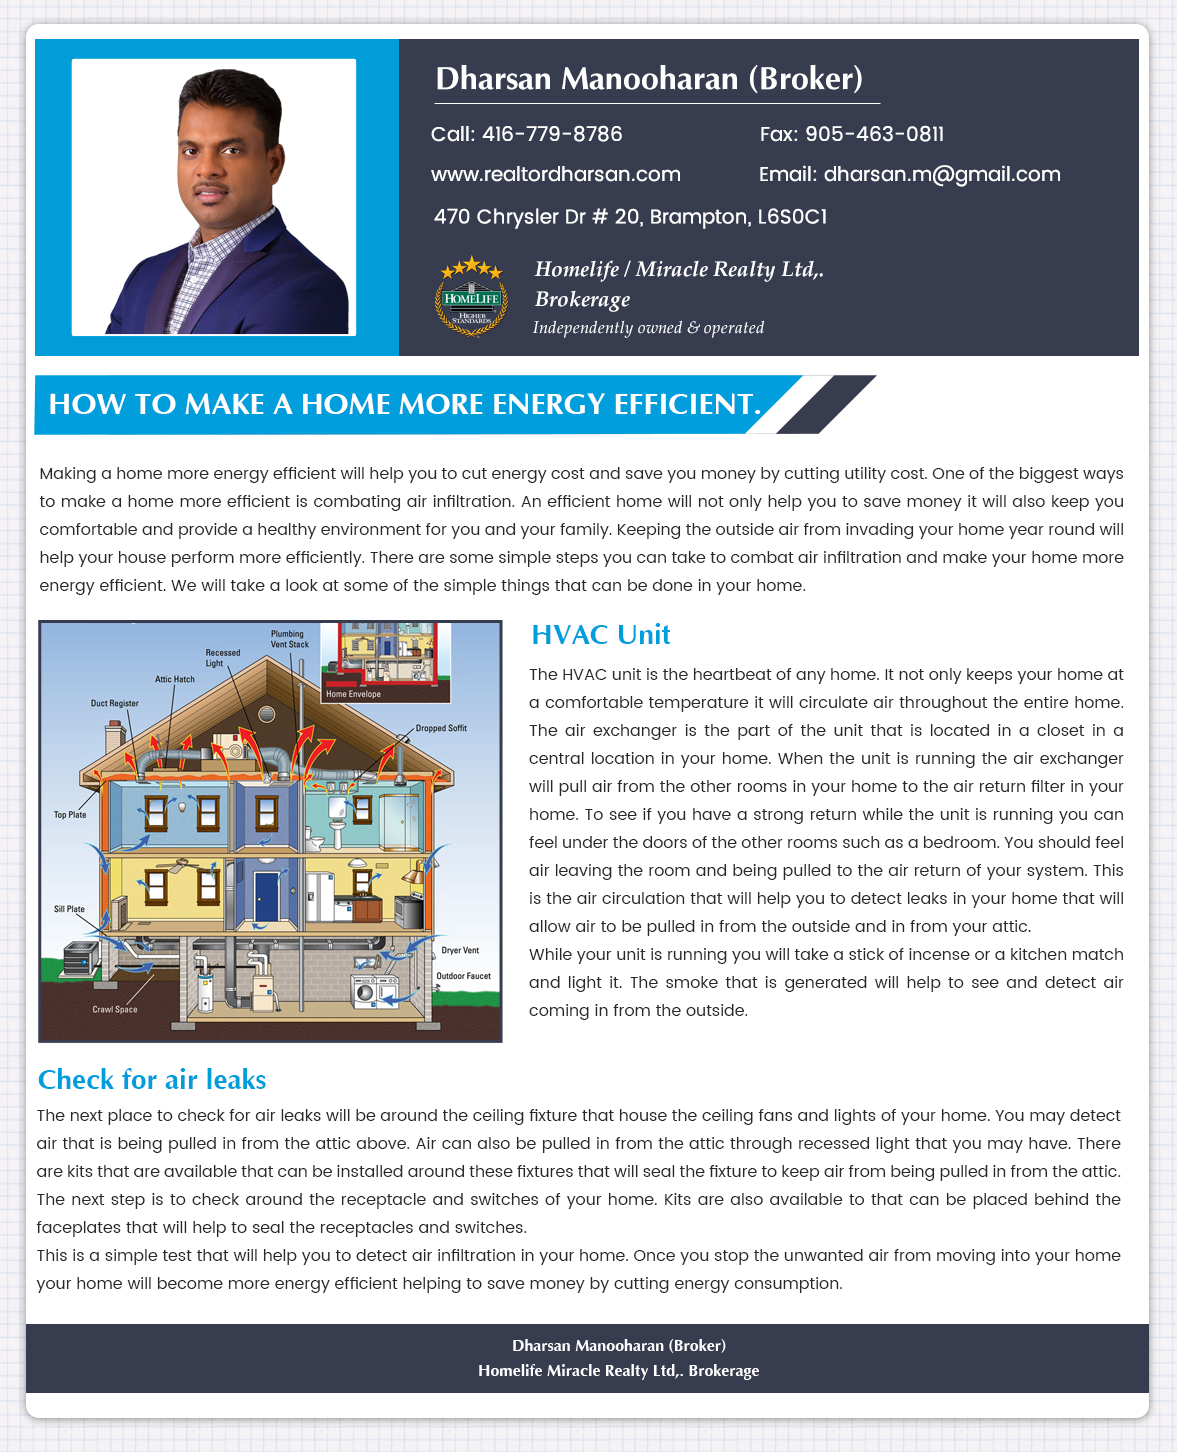 Dharsan Manooharan (Broker)
Call: 416-779-8786
Fax: 905-463-0811
www.realtordharsan.com
Email: dharsan.m@gmail.com
470 Chrysler Dr # 20, Brampton, L6S0C1
HOMELIFE
HIGHER
STANDARDS
Homelife / Miracle Realty Ltd,.
Brokerage
Independently owned & operated
HOW TO MAKE A HOME MORE ENERGY EFFICIENT.
Making a home more energy efficient will help you to cut energy cost and save you money by cutting utility cost. One of the biggest ways
to make a home more efficient is combating air infiltration. An efficient home will not only help you to save money it will also keep you
comfortable and provide a healthy environment for you and your family. Keeping the outside air from invading your home year round will
help your house perform more efficiently. There are some simple steps you can take to combat air infiltration and make your home more
energy efficient. We will take a look at some of the simple things that can be done in your home.
Plumbing
Vent Stack
Recessed
Light
Attic Hatch
Duct Register
Home Envelope
Dropped Soffit
Top Plate
Sill Plate
Dryer Vent
Outdoor Faucet
Crawl Space
HVAC Unit
The HVAC unit is the heartbeat of any home. It not only keeps your home at
a comfortable temperature it will circulate air throughout the entire home.
The air exchanger is the part of the unit that is located in a closet in a
central location in your home. When the unit is running the air exchanger
will pull air from the other rooms in your home to the air return filter in your
home. To see if you have a strong return while the unit is running you can
feel under the doors of the other rooms such as a bedroom. You should feel
air leaving the room and being pulled to the air return of your system. This
is the air circulation that will help you to detect leaks in your home that will
allow air to be pulled in from the outside and in from your attic.
While your unit is running you will take a stick of incense or a kitchen match
and light it. The smoke that is generated will help to see and detect air
coming in from the outside.
Check for air leaks
The next place to check for air leaks will be around the ceiling fixture that house the ceiling fans and lights of your home. You may detect
air that is being pulled in from the attic above. Air can also be pulled in from the attic through recessed light that you may have. There
are kits that are available that can be installed around these fixtures that will seal the fixture to keep air from being pulled in from the attic.
The next step is to check around the receptacle and switches of your home. Kits are also available to that can be placed behind the
faceplates that will help to seal the receptacles and switches.
This is a simple test that will help you to detect air infiltration in your home. Once you stop the unwanted air from moving into your home
your home will become more energy efficient helping to save money by cutting energy consumption.
Dharsan Manooharan (Broker)
Homelife Miracle Realty Ltd,. Brokerage